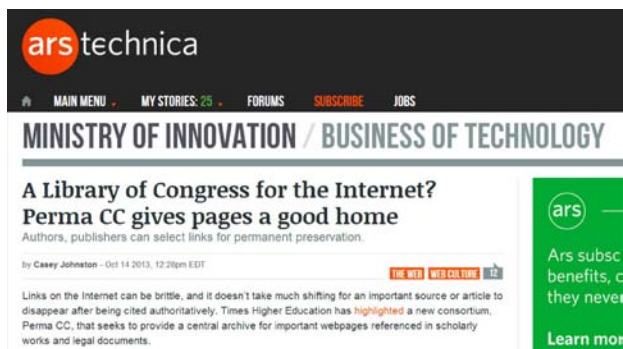 ars technica
MAIN MENU MY STORIES: 25 FORUMS SUBSCRIBE JOBS
MINISTRY OF INNOVATION / BUSINESS OF TECHNOLOGY
A Library of Congress for the Internet?
Perma CC gives pages a good home
Authors, publishers can select links for permanent preservation.
by Casey Johnston - Oct 14 2013, 12:28pm EDT
THE WEB WEB CULTURE 12
Links on the Internet can be brittle, and it doesn't take much shifting for an important source or article to
disappear after being cited authoritatively. Times Higher Education has highlighted a new consortium,
Perma CC, that seeks to provide a central archive for important webpages referenced in scholarly
works and legal documents.
ars
Ars subsc
benefits, c
they never
Learn mor